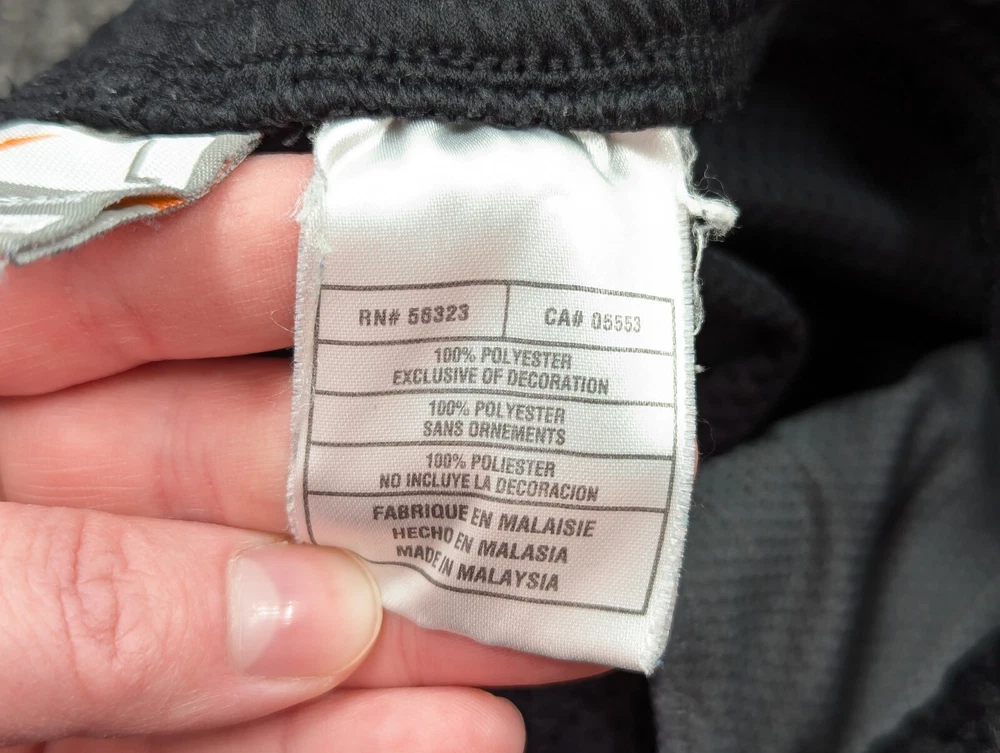 RN# 56323 CA# 05553
100% POLYESTER
EXCLUSIVE OF DECORATION
100% POLYESTER
SANS ORNEMENTS
100% POLIESTER
NO INCLUYE LA DECORACION
FABRIQUE EN MALAISIE
HECHO EN MALASIA
MADE IN MALAYSIA